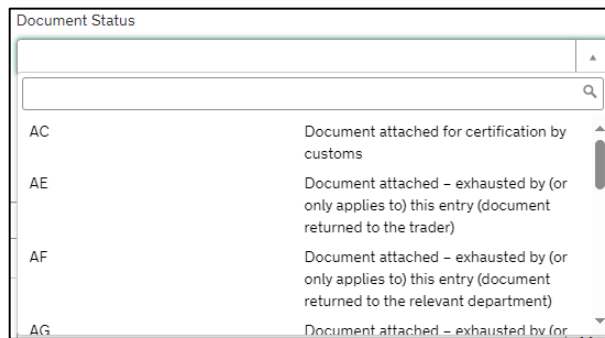 Document Status
AC Document attached for certification by
customs
AE Document attached – exhausted by (or
only applies to) this entry (document
returned to the trader)
AF Document attached – exhausted by (or
only applies to) this entry (document
returned to the relevant department)
AG Document attached – exhausted by (or